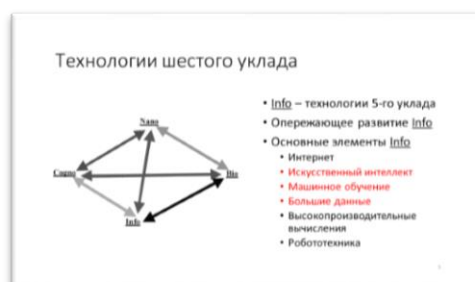 Технологии шестого уклада
Nano
Cogno
Bio
Info
• Info – технологии 5-го уклада
• Опережающее развитие Info
• Основные элементы Info
• Интернет
• Искусственный интеллект
• Машинное обучение
• Большие данные
• Высокопроизводительные
вычисления
• Робототехника